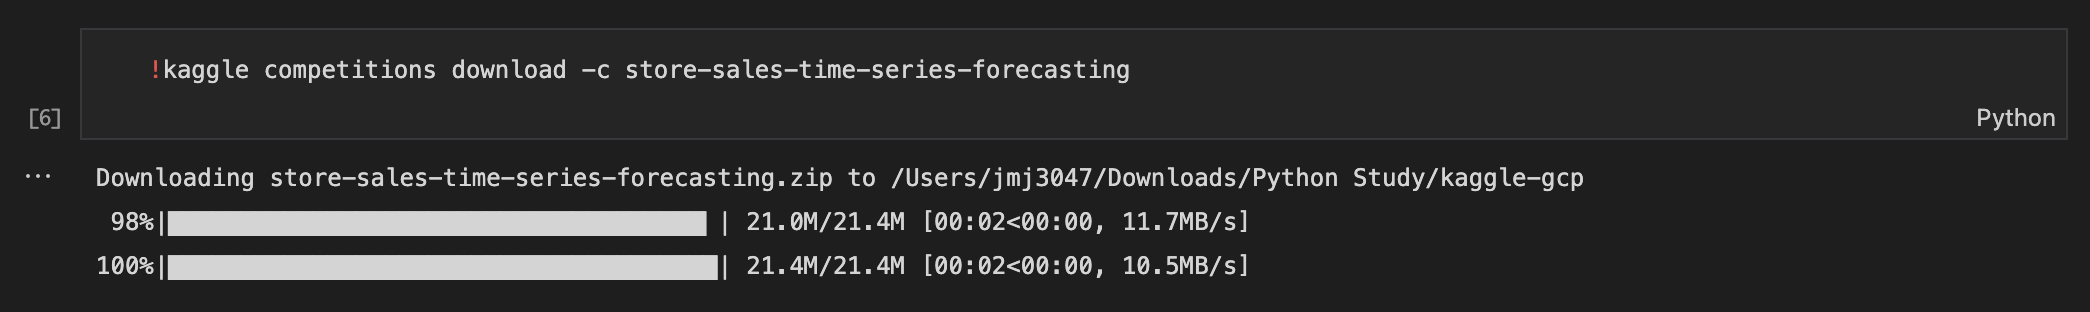 !kaggle competitions download -c store-sales-time-series-forecasting
[6]
Python
...
Downloading store-sales-time-series-forecasting.zip to /Users/jmj3047/Downloads/Python Study/kaggle-gcp
98%|██████████████████████████████████████ | 21.0M/21.4M [00:02<00:00, 11.7MB/s]
100%|███████████████████████████████████████| 21.4M/21.4M [00:02<00:00, 10.5MB/s]